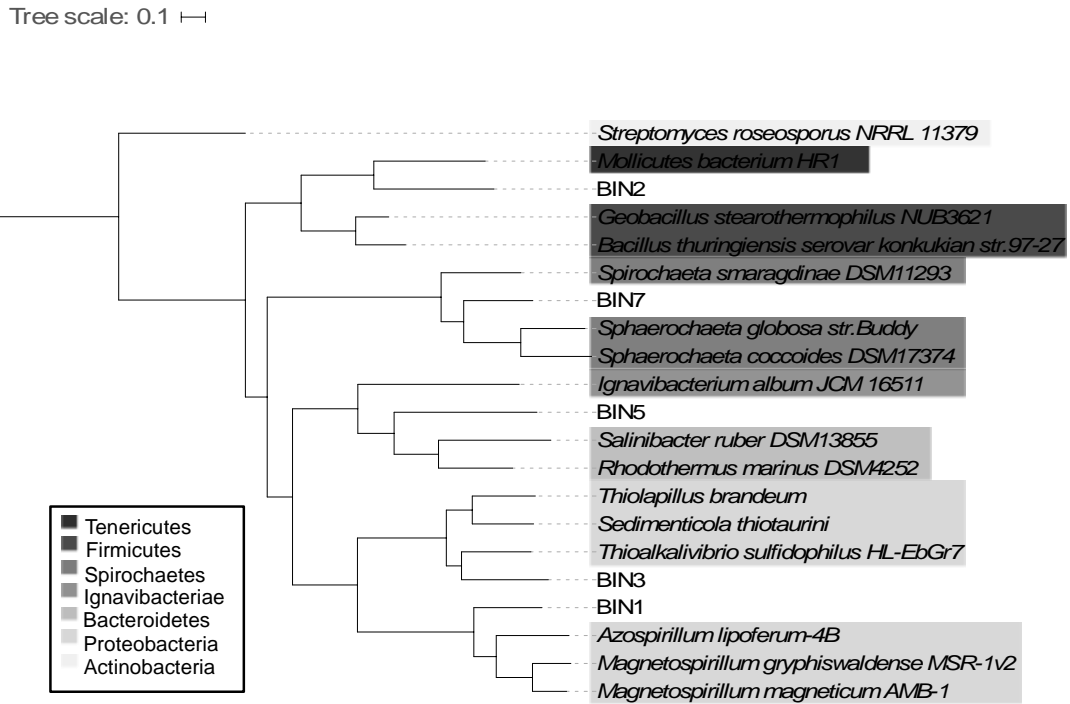 Tree scale: 0.1
Streptomyces roseosporus NRRL 11379
Mollicutes bacterium HR1
BIN2
Geobacillus stearothermophilus NUB3621
Bacillus thuringiensis serovar konkukian str.97-27
Spirochaeta smaragdinae DSM11293
BIN7
Sphaerochaeta globosa str.Buddy
Sphaerochaeta coccoides DSM17374
Ignavibacterium album JCM 16511
BIN5
Salinibacter ruber DSM13855
Rhodothermus marinus DSM4252
Thiolapillus brandeum
Sedimenticola thiotaurini
Thioalkalivibrio sulfidophilus HL-EbGr7
BIN3
BIN1
Azospirillum lipoferum-4B
Magnetospirillum gryphiswaldense MSR-1v2
Magnetospirillum magneticum AMB-1
Tenericutes
Firmicutes
Spirochaetes
Ignavibacteriae
Bacteroidetes
Proteobacteria
Actinobacteria